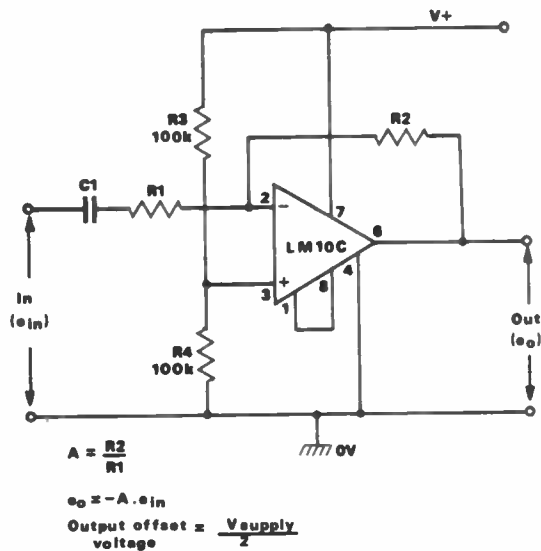 V+
R3
100k
R2
C1
R1
2
−
7
6
LM10C
4
8
+
3
1
In
(ein)
Out
(eo)
R4
100k
0V
A = R2
R1
eo = -A.ein
Output offset = Vsupply
voltage 2